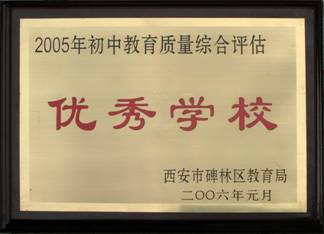 2005年初中教育质量综合评估
优秀学校
西安市碑林区教育局
二〇〇六年元月